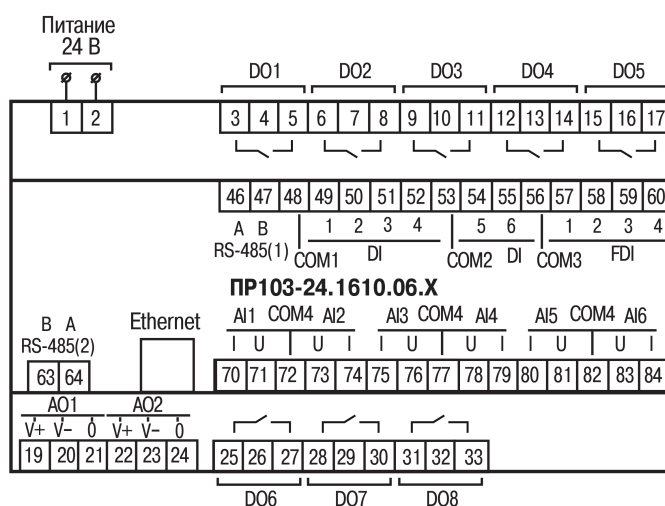 Питание
24 В
DO1 DO2 DO3 DO4 DO5
1 2 3 4 5 6 7 8 9 10 11 12 13 14 15 16 17
46 47 48 49 50 51 52 53 54 55 56 57 58 59 60
A B 1 2 3 4 5 6 1 2 3 4
RS-485(1) COM1 DI COM2 DI COM3 FDI
ПР103-24.1610.06.X
B A Ethernet AI1 COM4 AI2 AI3 COM4 AI4 AI5 COM4 AI6
RS-485(2) I U U I I U U I I U U I
63 64 70 71 72 73 74 75 76 77 78 79 80 81 82 83 84
AO1 AO2
V+ V- 0 V+ V- 0
19 20 21 22 23 24 25 26 27 28 29 30 31 32 33
DO6 DO7 DO8